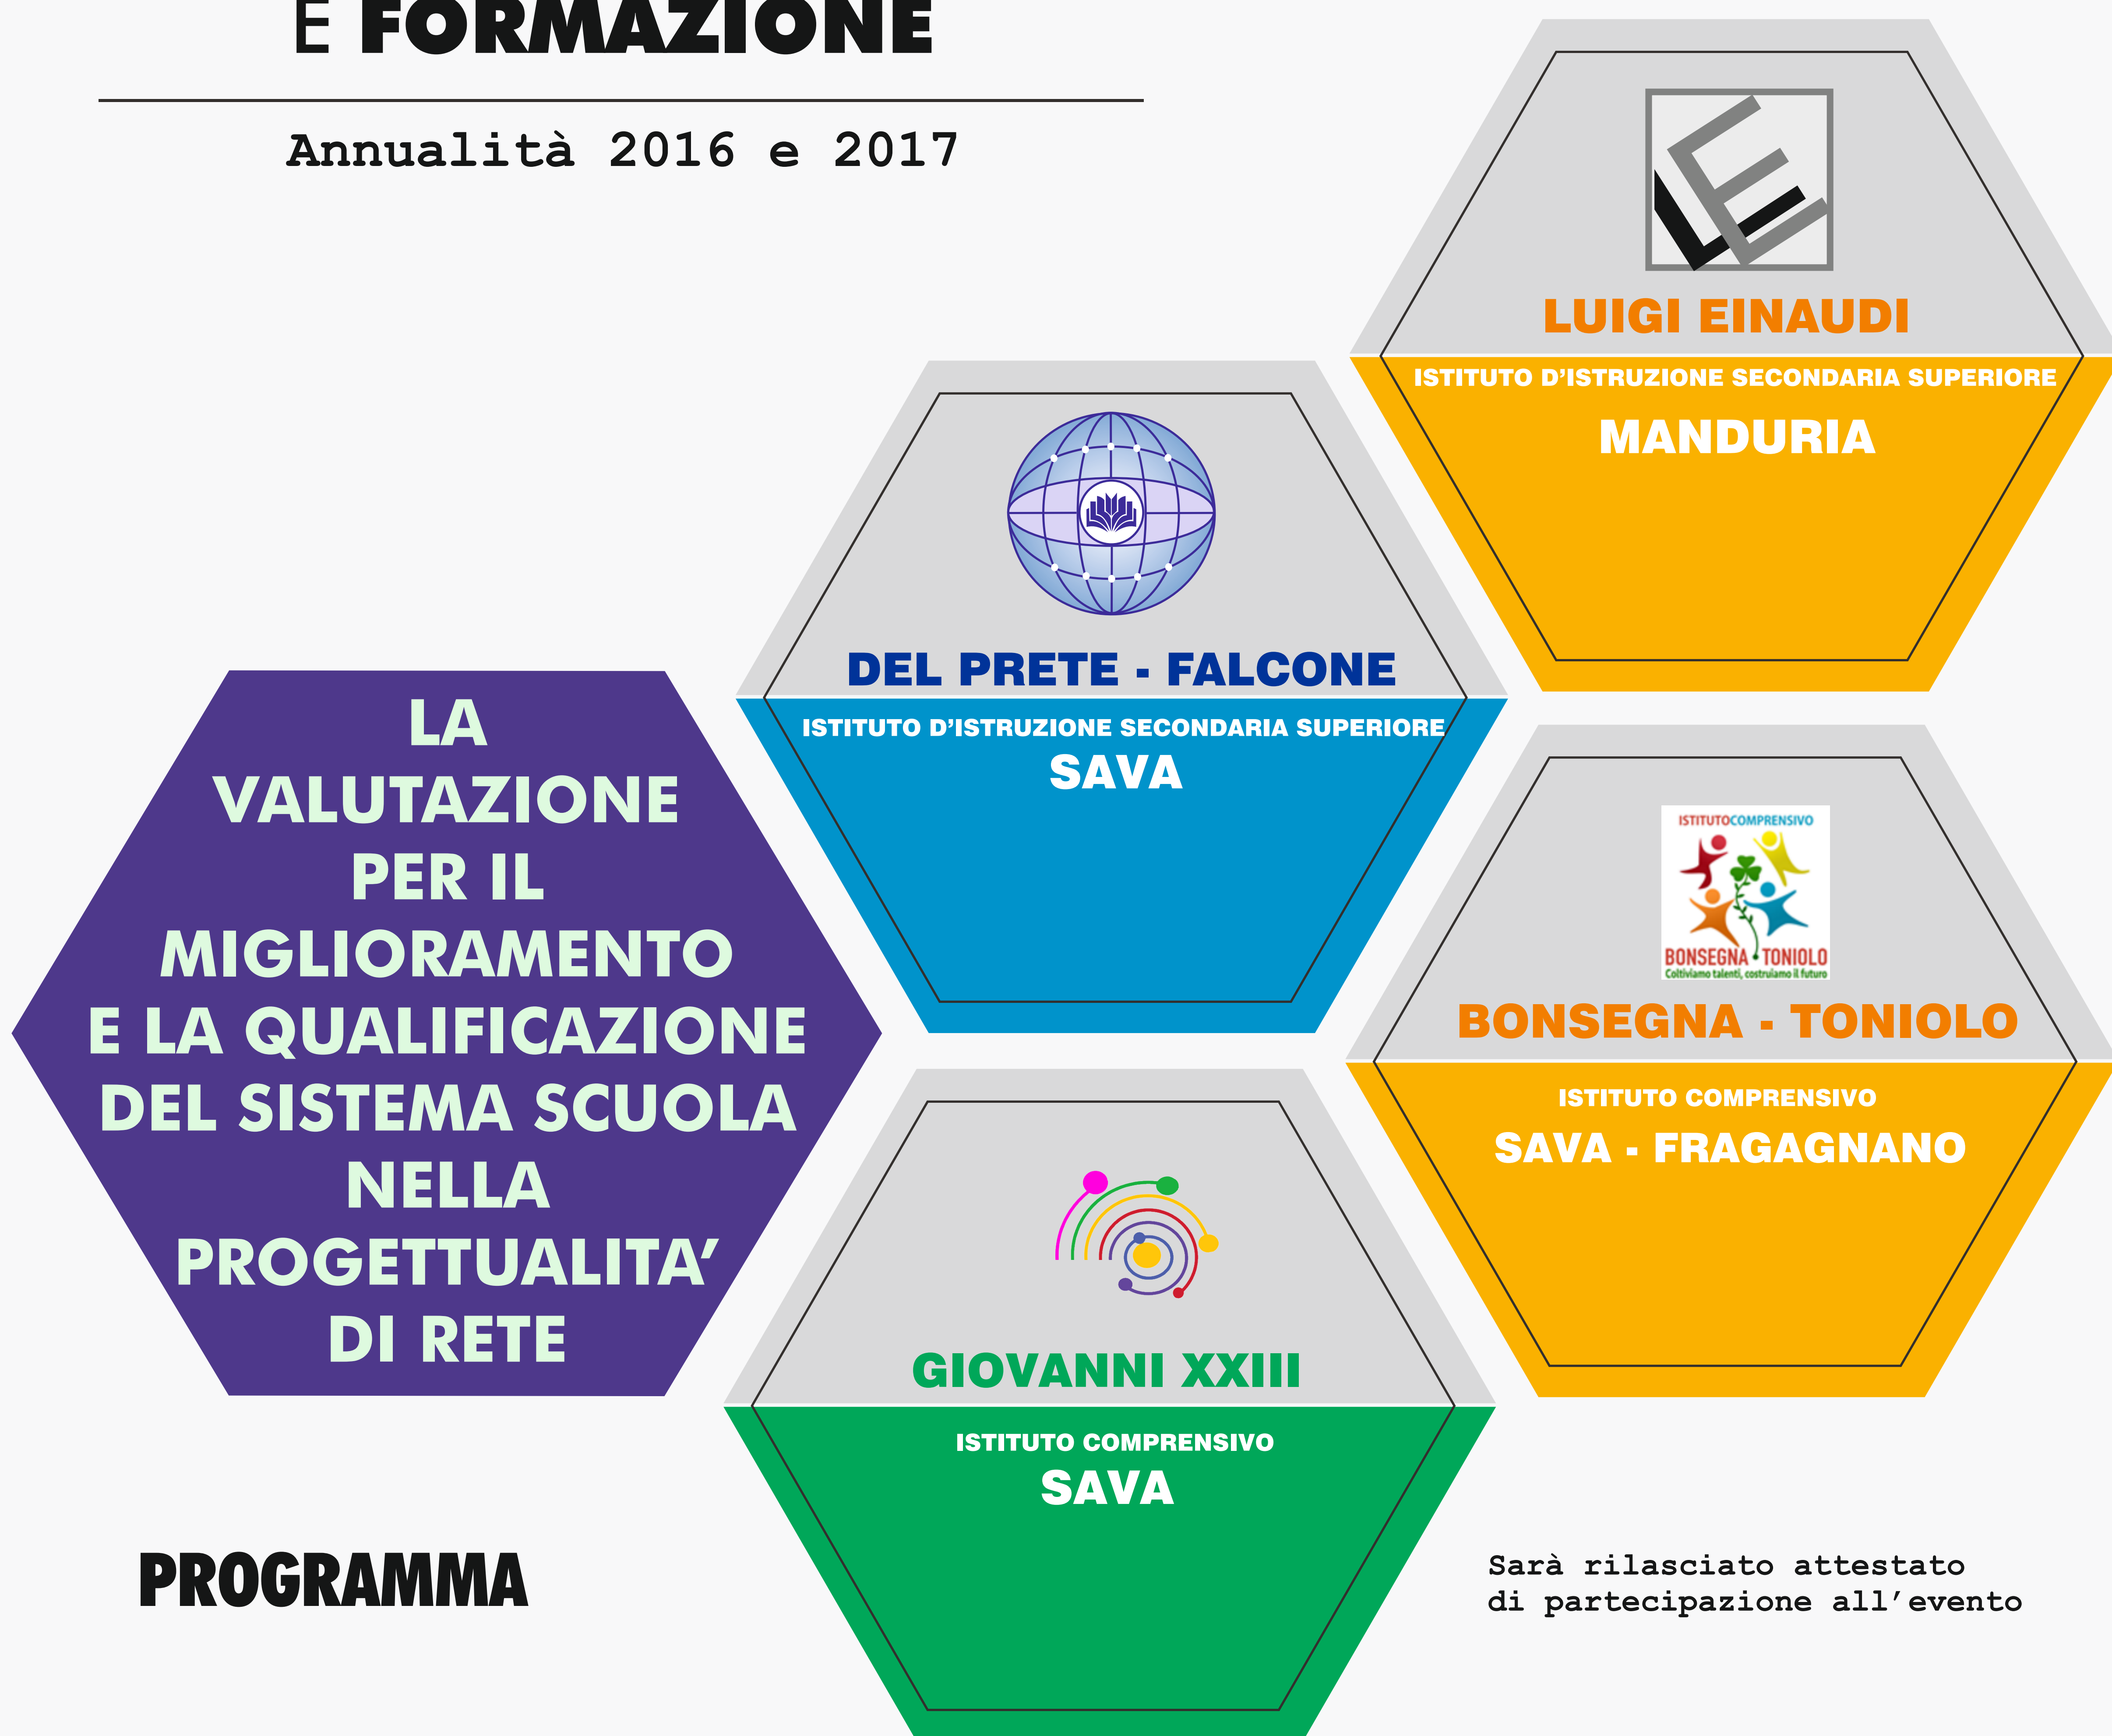 E FORMAZIONE
Annualità 2016 e 2017
LUIGI EINAUDI
ISTITUTO D'ISTRUZIONE SECONDARIA SUPERIORE
MANDURIA
DEL PRETE - FALCONE
ISTITUTO D'ISTRUZIONE SECONDARIA SUPERIORE
SAVA
LA
VALUTAZIONE
PER IL
MIGLIORAMENTO
E LA QUALIFICAZIONE
DEL SISTEMA SCUOLA
NELLA
PROGETTUALITA'
DI RETE
ISTITUTOCOMPRENSIVO
BONSEGNA TONIOLO
Coltiviamo talenti, costruiamo il futuro
BONSEGNA - TONIOLO
ISTITUTO COMPRENSIVO
SAVA - FRAGAGNANO
GIOVANNI XXIII
ISTITUTO COMPRENSIVO
SAVA
PROGRAMMA
Sarà rilasciato attestato
di partecipazione all'evento